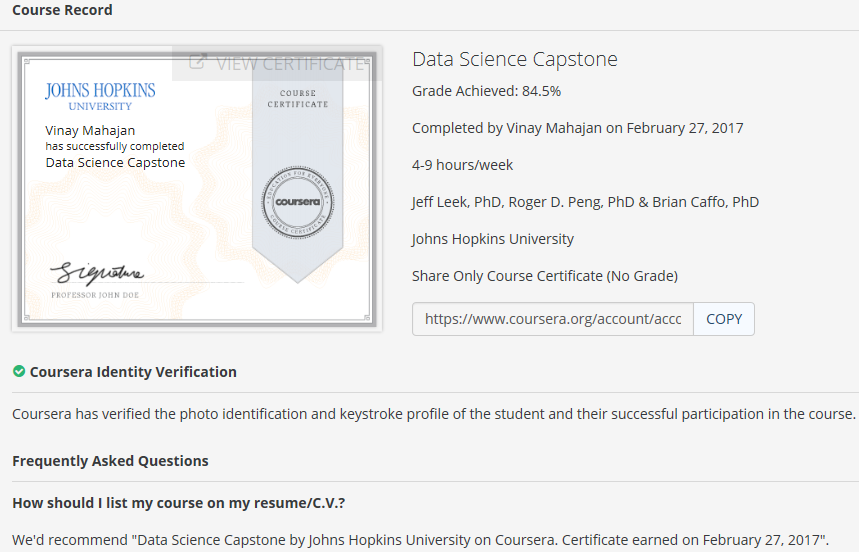 Course Record
VIEW CERTIFICATE
JOHNS HOPKINS
UNIVERSITY
Vinay Mahajan
has successfully completed
Data Science Capstone
COURSE
CERTIFICATE
EDUCATION FOR EVERYONE
coursera
COURSE CERTIFICATE
Signature
PROFESSOR JOHN DOE
Data Science Capstone
Grade Achieved: 84.5%
Completed by Vinay Mahajan on February 27, 2017
4-9 hours/week
Jeff Leek, PhD, Roger D. Peng, PhD & Brian Caffo, PhD
Johns Hopkins University
Share Only Course Certificate (No Grade)
https://www.coursera.org/account/accc
COPY
Coursera Identity Verification
Coursera has verified the photo identification and keystroke profile of the student and their successful participation in the course.
Frequently Asked Questions
How should I list my course on my resume/C.V.?
We'd recommend "Data Science Capstone by Johns Hopkins University on Coursera. Certificate earned on February 27, 2017".